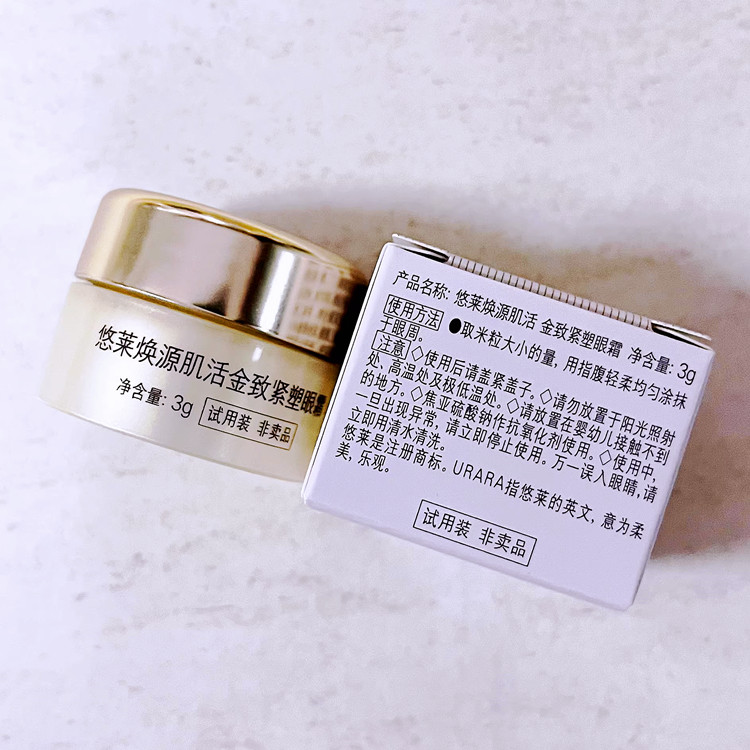 悠莱焕源肌活金致紧塑眼霜
净含量: 3g 试用装 非卖品
产品名称: 悠莱焕源肌活 金致紧塑眼霜 净含量: 3g
使用方法 ●取米粒大小的量，用指腹轻柔均匀涂抹
于眼周。
注意 ◇使用后请盖紧盖子。◇请勿放置于阳光照射
处、高温处及极低温处。◇请放置在婴幼儿接触不到
的地方。◇焦亚硫酸钠作抗氧化剂使用。◇使用中,
一旦出现异常, 请立即停止使用。万一误入眼睛,请
立即用清水清洗。
悠莱是注册商标。URARA指悠莱的英文, 意为柔
美, 乐观。
试用装 非卖品